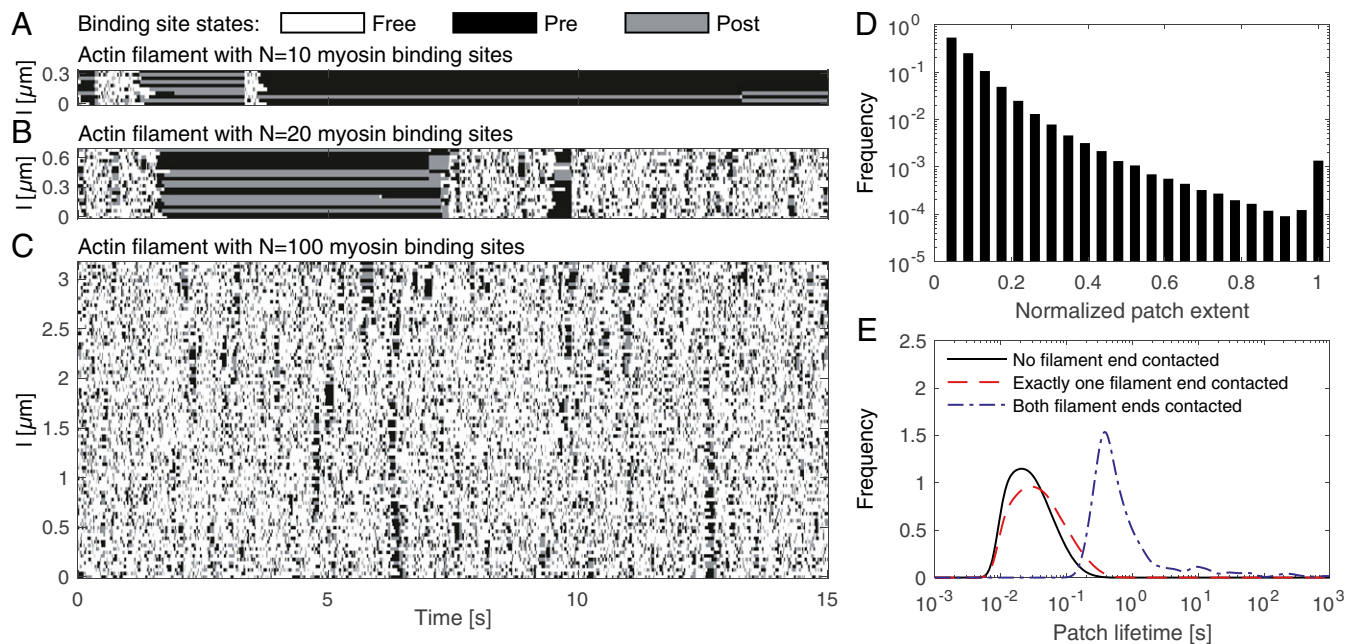 A
Binding site states: Free Pre Post
Actin filament with N=10 myosin binding sites
l [µm]
0.3
0
B
Actin filament with N=20 myosin binding sites
l [µm]
0.6
0.3
0
C
Actin filament with N=100 myosin binding sites
l [µm]
3
2.5
2
1.5
1
0.5
0
0 5 10 15
Time [s]
D
Frequency
10^0
10^-1
10^-2
10^-3
10^-4
10^-5
0 0.2 0.4 0.6 0.8 1
Normalized patch extent
E
Frequency
2.5
2
1.5
1
0.5
0
No filament end contacted
Exactly one filament end contacted
Both filament ends contacted
10^-3 10^-2 10^-1 10^0 10^1 10^2 10^3
Patch lifetime [s]